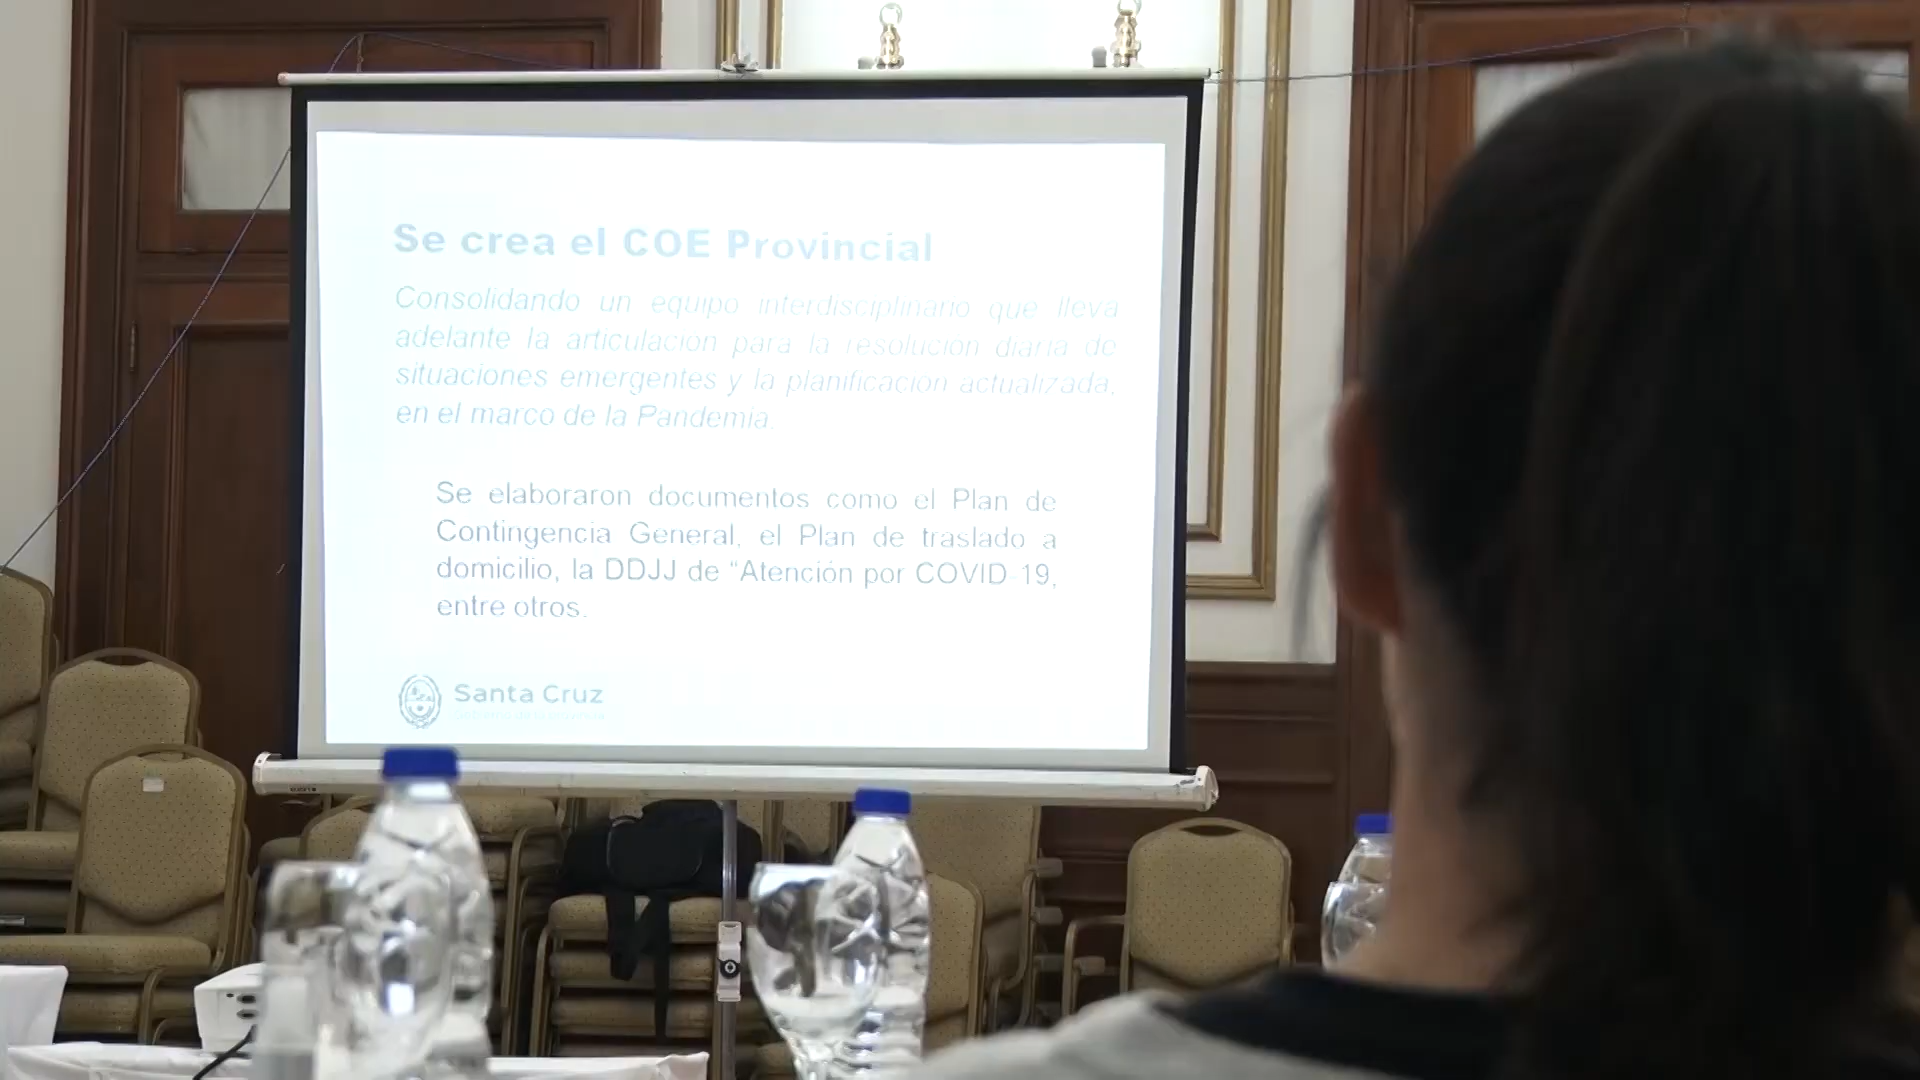 Se crea el COE Provincial
Consolidando un equipo interdisciplinario que lleva
adelante la articulación para la resolución diaria de
situaciones emergentes y la planificación actualizada,
en el marco de la Pandemia.
Se elaboraron documentos como el Plan de
Contingencia General, el Plan de traslado a
domicilio, la DDJJ de “Atención por COVID-19,
entre otros.
Santa Cruz